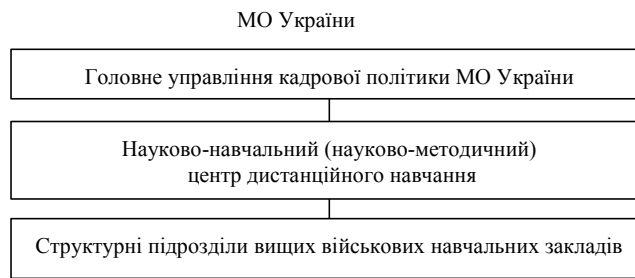 МО України
Головне управління кадрової політики МО України
Науково-навчальний (науково-методичний)
центр дистанційного навчання
Структурні підрозділи вищих військових навчальних закладів